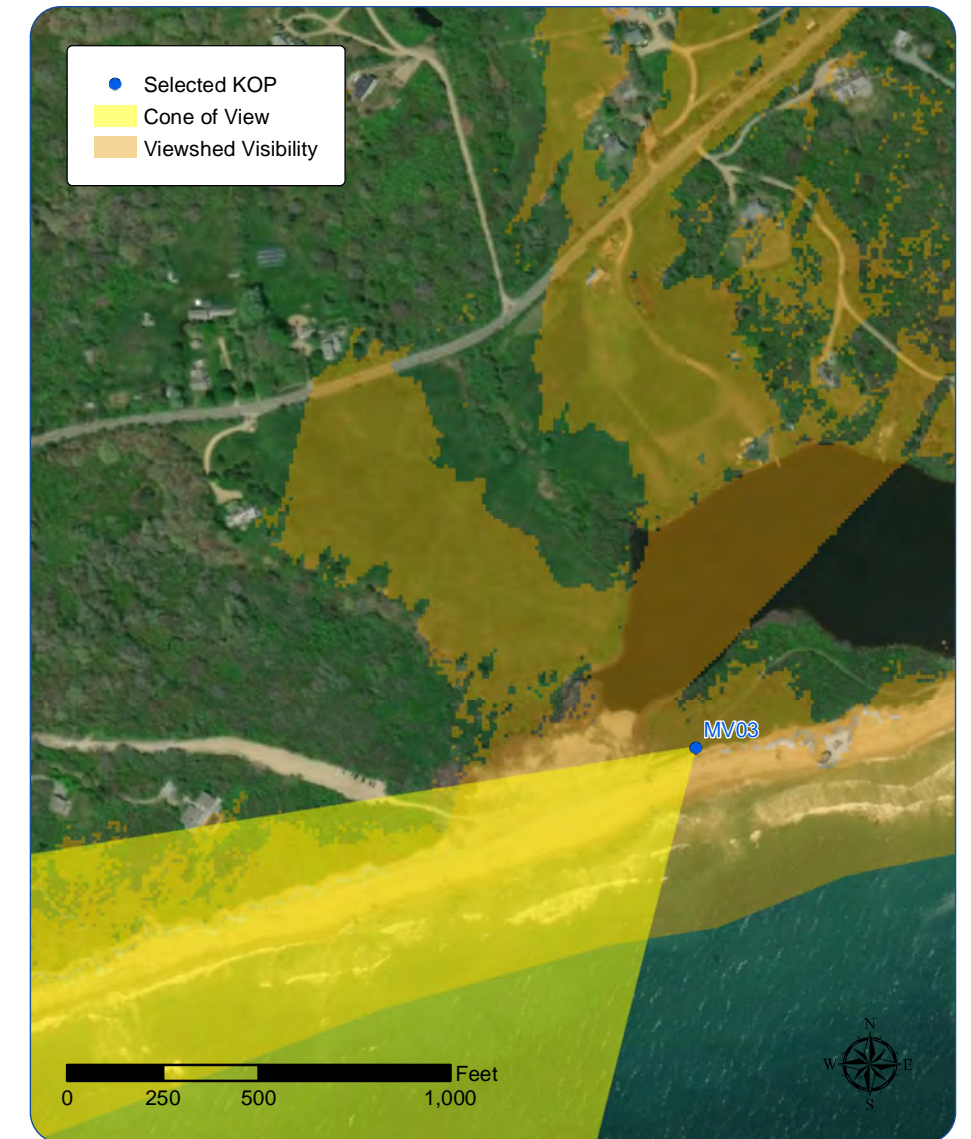 Selected KOP
Cone of View
Viewshed Visibility
MV03
N
W E
S
Feet
0 250 500 1,000